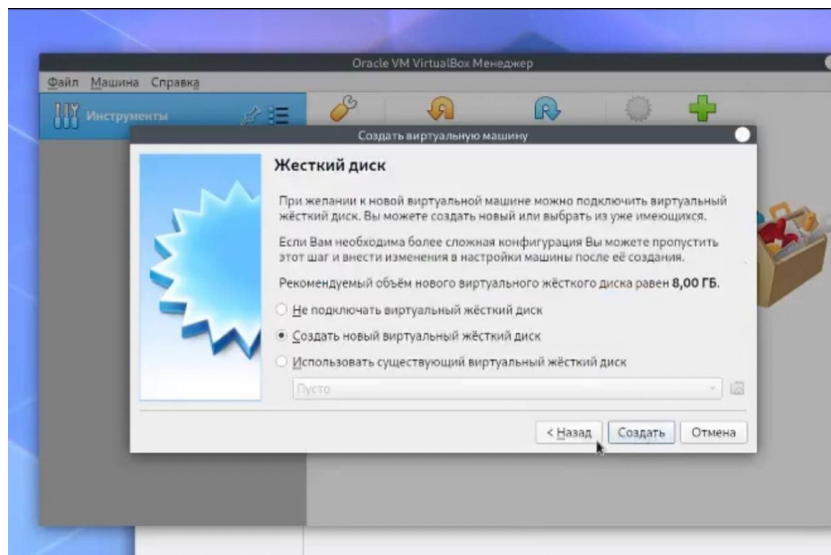 Oracle VM VirtualBox Менеджер
Файл Машина Справка
Инструменты
Создать виртуальную машину
Жесткий диск
При желании к новой виртуальной машине можно подключить виртуальный
жёсткий диск. Вы можете создать новый или выбрать из уже имеющихся.
Если Вам необходима более сложная конфигурация Вы можете пропустить
этот шаг и внести изменения в настройки машины после её создания.
Рекомендуемый объём нового виртуального жёсткого диска равен 8,00 ГБ.
Не подключать виртуальный жёсткий диск
Создать новый виртуальный жёсткий диск
Использовать существующий виртуальный жёсткий диск
Пусто
< Назад Создать Отмена